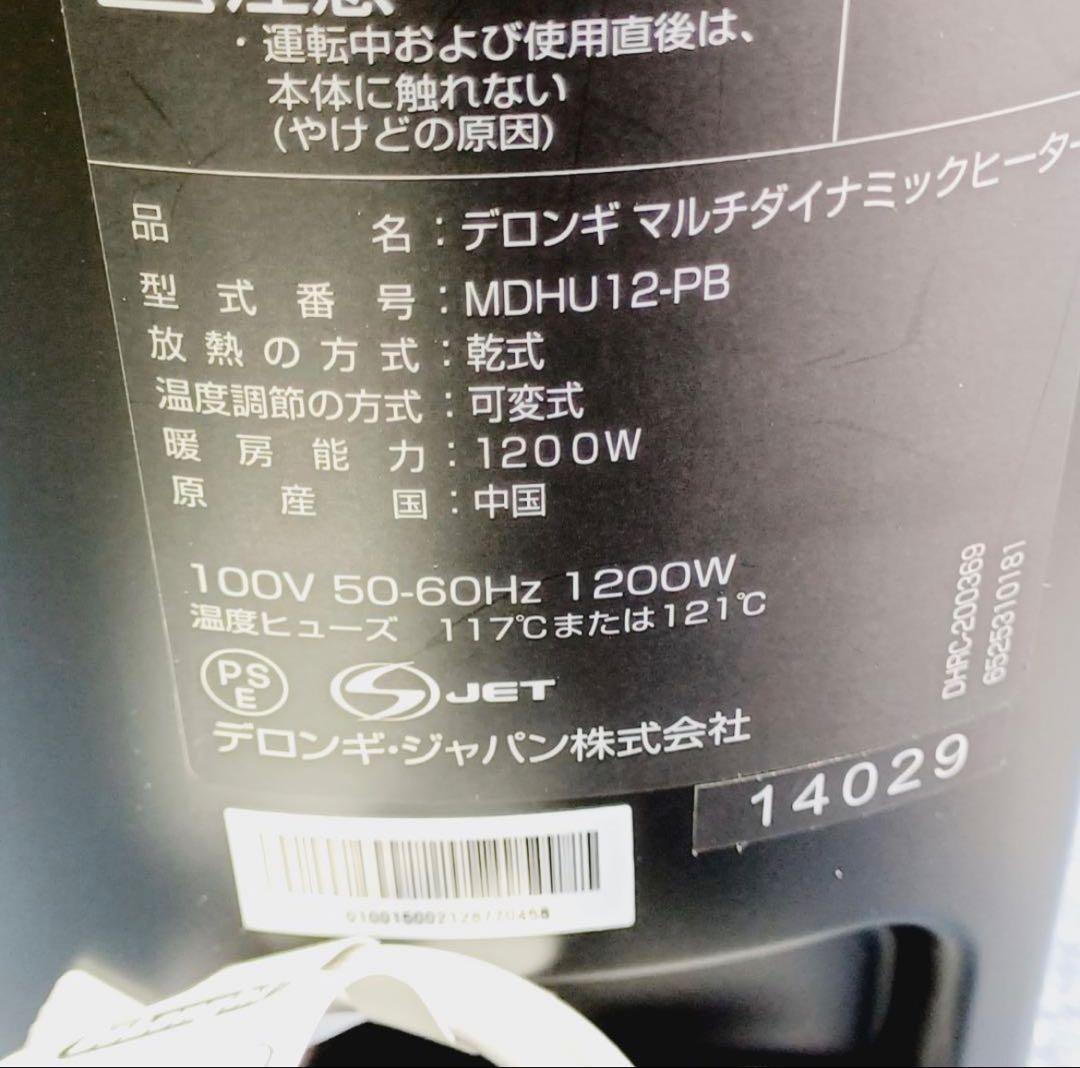 注意
・運転中および使用直後は、
本体に触れない
(やけどの原因)
品名：デロンギ マルチダイナミックヒーター
型式番号：MDHU12-PB
放熱の方式：乾式
温度調節の方式：可変式
暖房能力：1200W
原産国：中国
100V 50-60Hz 1200W
温度ヒューズ 117℃または121℃
PSE
S JET
デロンギ・ジャパン株式会社
DHRC-200369
6525310181
14029